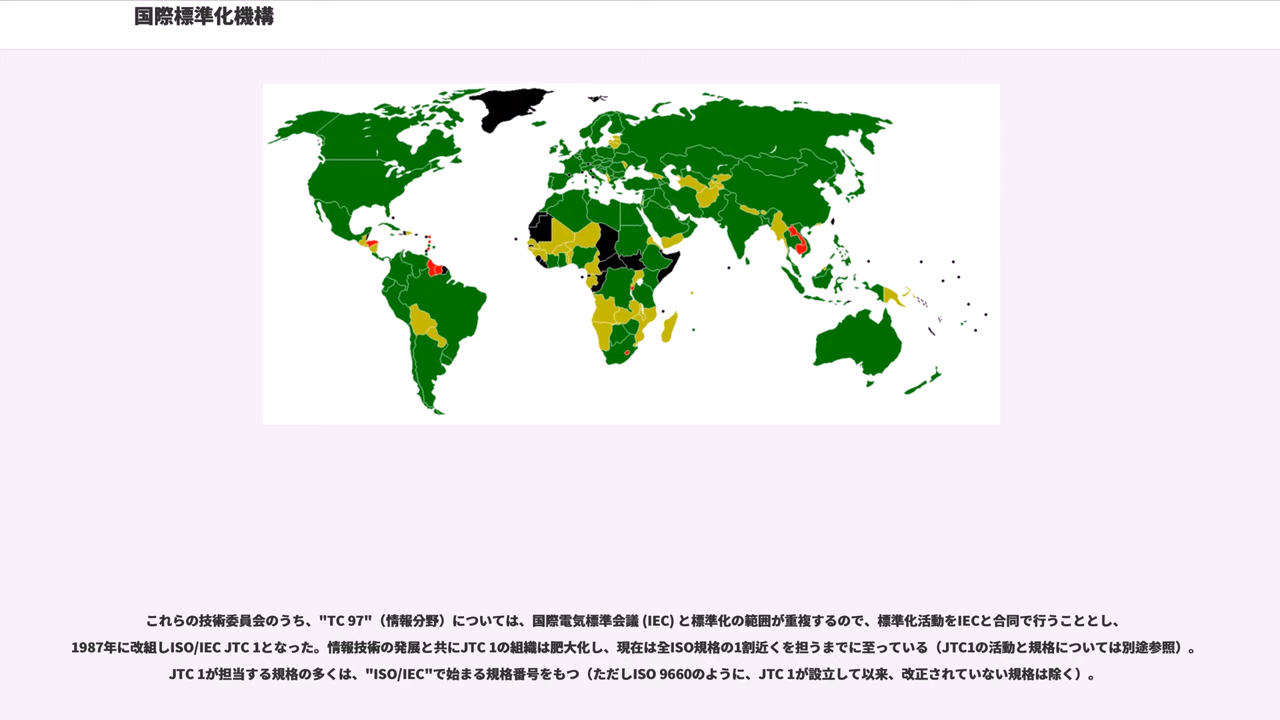 国際標準化機構
これらの技術委員会のうち、"TC 97"（情報分野）については、国際電気標準会議 (IEC) と標準化の範囲が重複するので、標準化活動をIECと合同で行うこととし、
1987年に改組しISO/IEC JTC 1となった。情報技術の発展と共にJTC 1の組織は肥大化し、現在は全ISO規格の1割近くを担うまでに至っている（JTC1の活動と規格については別途参照）。
JTC 1が担当する規格の多くは、"ISO/IEC"で始まる規格番号をもつ（ただしISO 9660のように、JTC 1が設立して以来、改正されていない規格は除く）。